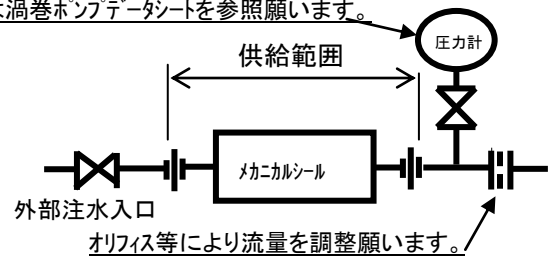 渦巻ﾎﾟﾝﾌﾟﾃﾞｰﾀｼｰﾄを参照願います。
圧力計
供給範囲
ﾒｶﾆｶﾙｼｰﾙ
外部注水入口
ｵﾘﾌｨｽ等により流量を調整願います。